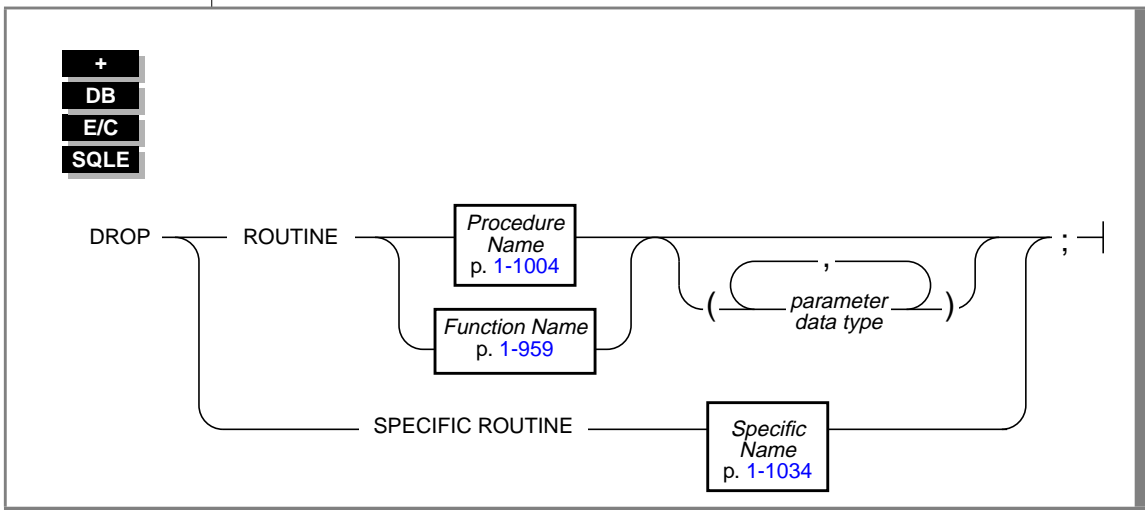 +
DB
E/C
SQLE
DROP ROUTINE Procedure Name p. 1-1004 ;
( , parameter data type )
Function Name p. 1-959
SPECIFIC ROUTINE Specific Name p. 1-1034